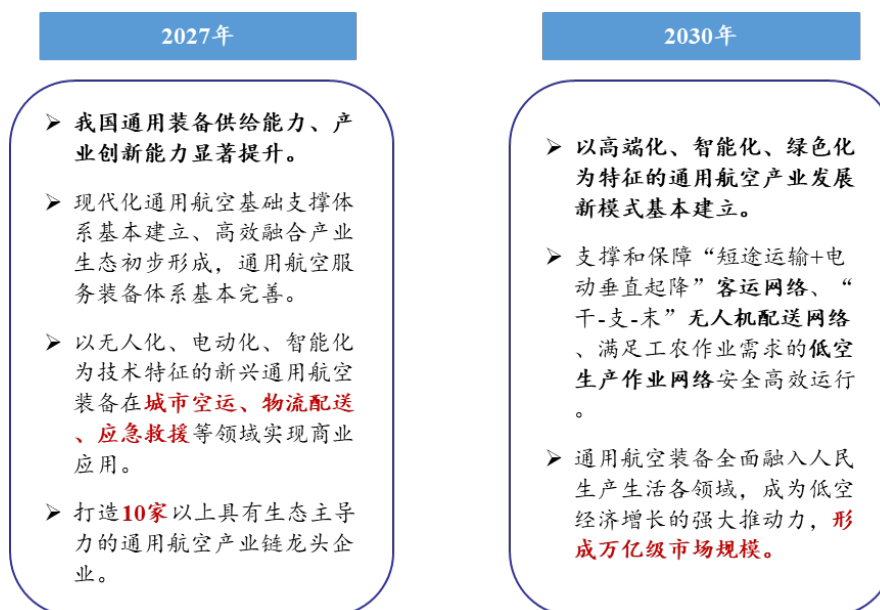 2027年
➢ 我国通用装备供给能力、产
业创新能力显著提升。
➢ 现代化通用航空基础支撑体
系基本建立、高效融合产业
生态初步形成，通用航空服
务装备体系基本完善。
➢ 以无人化、电动化、智能化
为技术特征的新兴通用航空
装备在城市空运、物流配送
、应急救援等领域实现商业
应用。
➢ 打造10家以上具有生态主导
力的通用航空产业链龙头企
业。
2030年
➢ 以高端化、智能化、绿色化
为特征的通用航空产业发展
新模式基本建立。
➢ 支撑和保障“短途运输+电
动垂直起降”客运网络、“
干-支-末”无人机配送网络
、满足工农作业需求的低空
生产作业网络安全高效运行
。
➢ 通用航空装备全面融入人民
生产生活各领域，成为低空
经济增长的强大推动力，形
成万亿级市场规模。